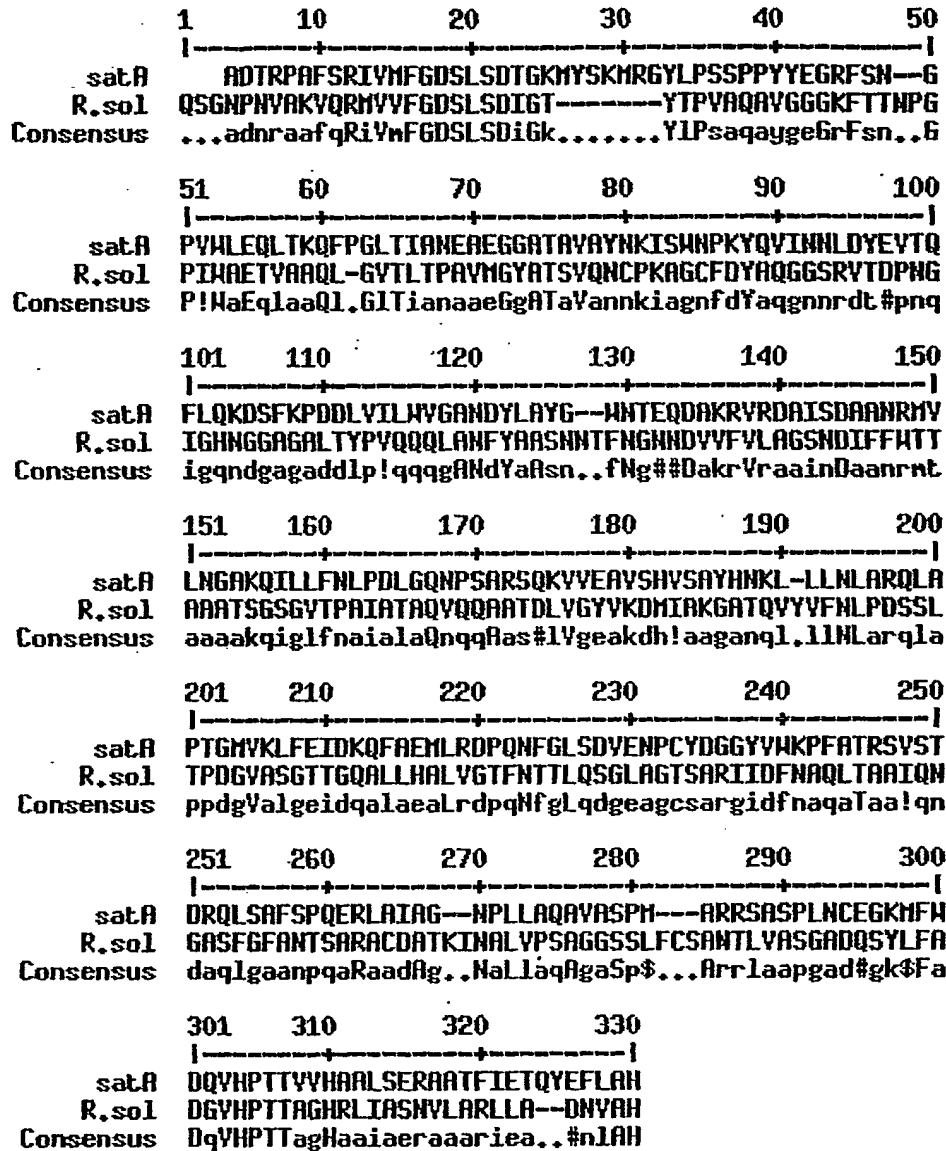 1 10 20 30 40 50
|--------+---------+---------+---------+---------|
satA ADTRPAFSRIVMFGDSLSDTGKMYSKMRGYLPSSPPYYEGRFSN--G
R.sol QSGNPNVAKVQRMVVFGDSLSDIGT-------YTPVAQAVGGGKFTTNPG
Consensus ...adnraafqRiVmFGDSLSDiGk.......YlPsaqaygeGrFsn..G
51 60 70 80 90 100
|--------+---------+---------+---------+---------|
satA PVWLEQLTKQFPGLTIANEAEGGATAVAYNKISWNPKYQVINNLDYEVTQ
R.sol PIWAETVAAQL-GVTLTPAVMGYATSVQNCPKAGCFDYAQGGSRVTDPNG
Consensus P!WaEqlaaQl.GlTianaaeGgATaVannkiagnfdYaqgnnrdt#pnq
101 110 120 130 140 150
|--------+---------+---------+---------+---------|
satA FLQKDSFKPDDLVILWVGANDYLAYG--WNTEQDAKRVRDAISDAANRMV
R.sol IGHNGGAGALTYPVQQQLANFYAASNNTFNGNNDVVFVLAGSNDIFFWTT
Consensus igqndgagaddlp!qqqgANdYaAsn..fNg##DakrVraainDaanrmt
151 160 170 180 190 200
|--------+---------+---------+---------+---------|
satA LNGAKQILLFNLPDLGQNPSARSQKVVEAVSHVSAYHNKL-LLNLARQLA
R.sol AAATSGSGVTPAIATAQVQQAATDLVGYVKDMIAKGATQVYVFNLPDSSL
Consensus aaaakqiglfnaialaQnqqAas#lVgeakdh!aaganql.llNLarqla
201 210 220 230 240 250
|--------+---------+---------+---------+---------|
satA PTGMVKLFEIDKQFAEMLRDPQNFGLSDVENPCYDGGYVWKPFATRSVST
R.sol TPDGVASGTTGQALLHALVGTFNTTLQSGLAGTSARIIDFNAQLTAAIQN
Consensus ppdgValgeidqalaeaLrdpqNfgLqdgeagcsargidfnaqaTaa!qn
251 260 270 280 290 300
|--------+---------+---------+---------+---------|
satA DRQLSAFSPQERLAIAG--NPLLAQAVASPM---ARRSASPLNCEGKMFW
R.sol GASFGFANTSARACDATKINALVPSAGGSSLFCSANTLVASGADQSYLFA
Consensus daqlgaanpqaRaadAg..NaLlaqAgaSp$...Arrlaapgad#gk$Fa
301 310 320 330
|--------+---------+---------|
satA DQVHPTTVVHAALSERAATFIETQYEFLAH
R.sol DGVHPTTAGHRLIASNVLARLLA--DNVAH
Consensus DqVHPTTagHaaiaeraaariea..#nlAH